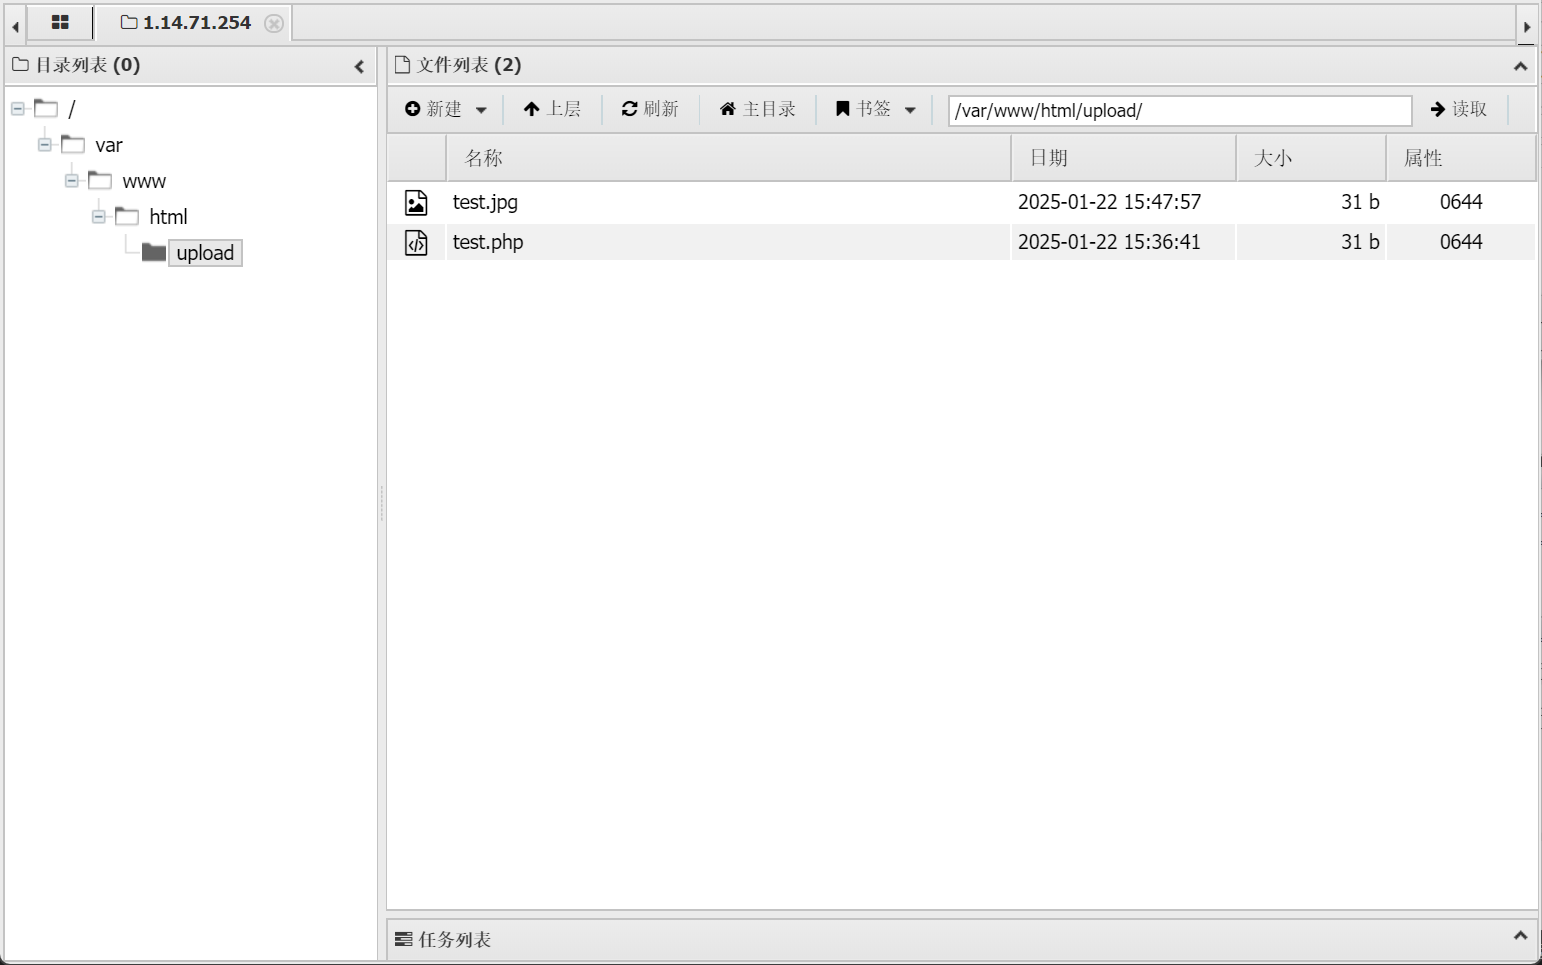 1.14.71.254
目录列表 (0)
/
var
www
html
upload
文件列表 (2)
新建 上层 刷新 主目录 书签 /var/www/html/upload/ 读取
名称 日期 大小 属性
test.jpg 2025-01-22 15:47:57 31 b 0644
test.php 2025-01-22 15:36:41 31 b 0644
任务列表